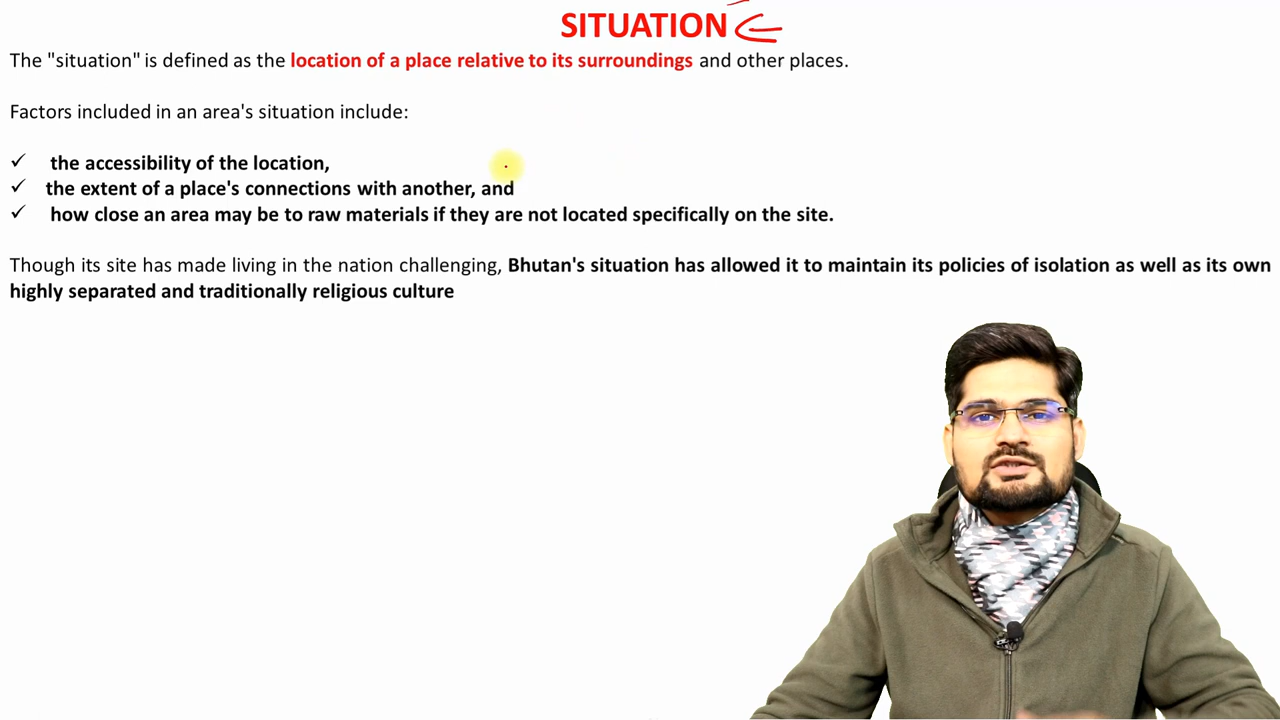 SITUATION
The "situation" is defined as the location of a place relative to its surroundings and other places.
Factors included in an area's situation include:
✓ the accessibility of the location,
✓ the extent of a place's connections with another, and
✓ how close an area may be to raw materials if they are not located specifically on the site.
Though its site has made living in the nation challenging, Bhutan's situation has allowed it to maintain its policies of isolation as well as its own
highly separated and traditionally religious culture